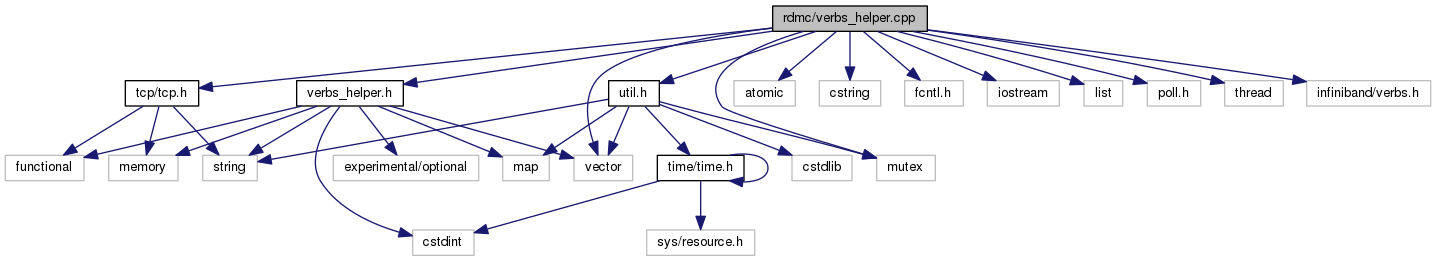 rdmc/verbs_helper.cpp
tcp/tcp.h
verbs_helper.h
util.h
atomic
cstring
fcntl.h
iostream
list
poll.h
thread
infiniband/verbs.h
functional
memory
string
experimental/optional
map
vector
time/time.h
cstdlib
mutex
cstdint
sys/resource.h